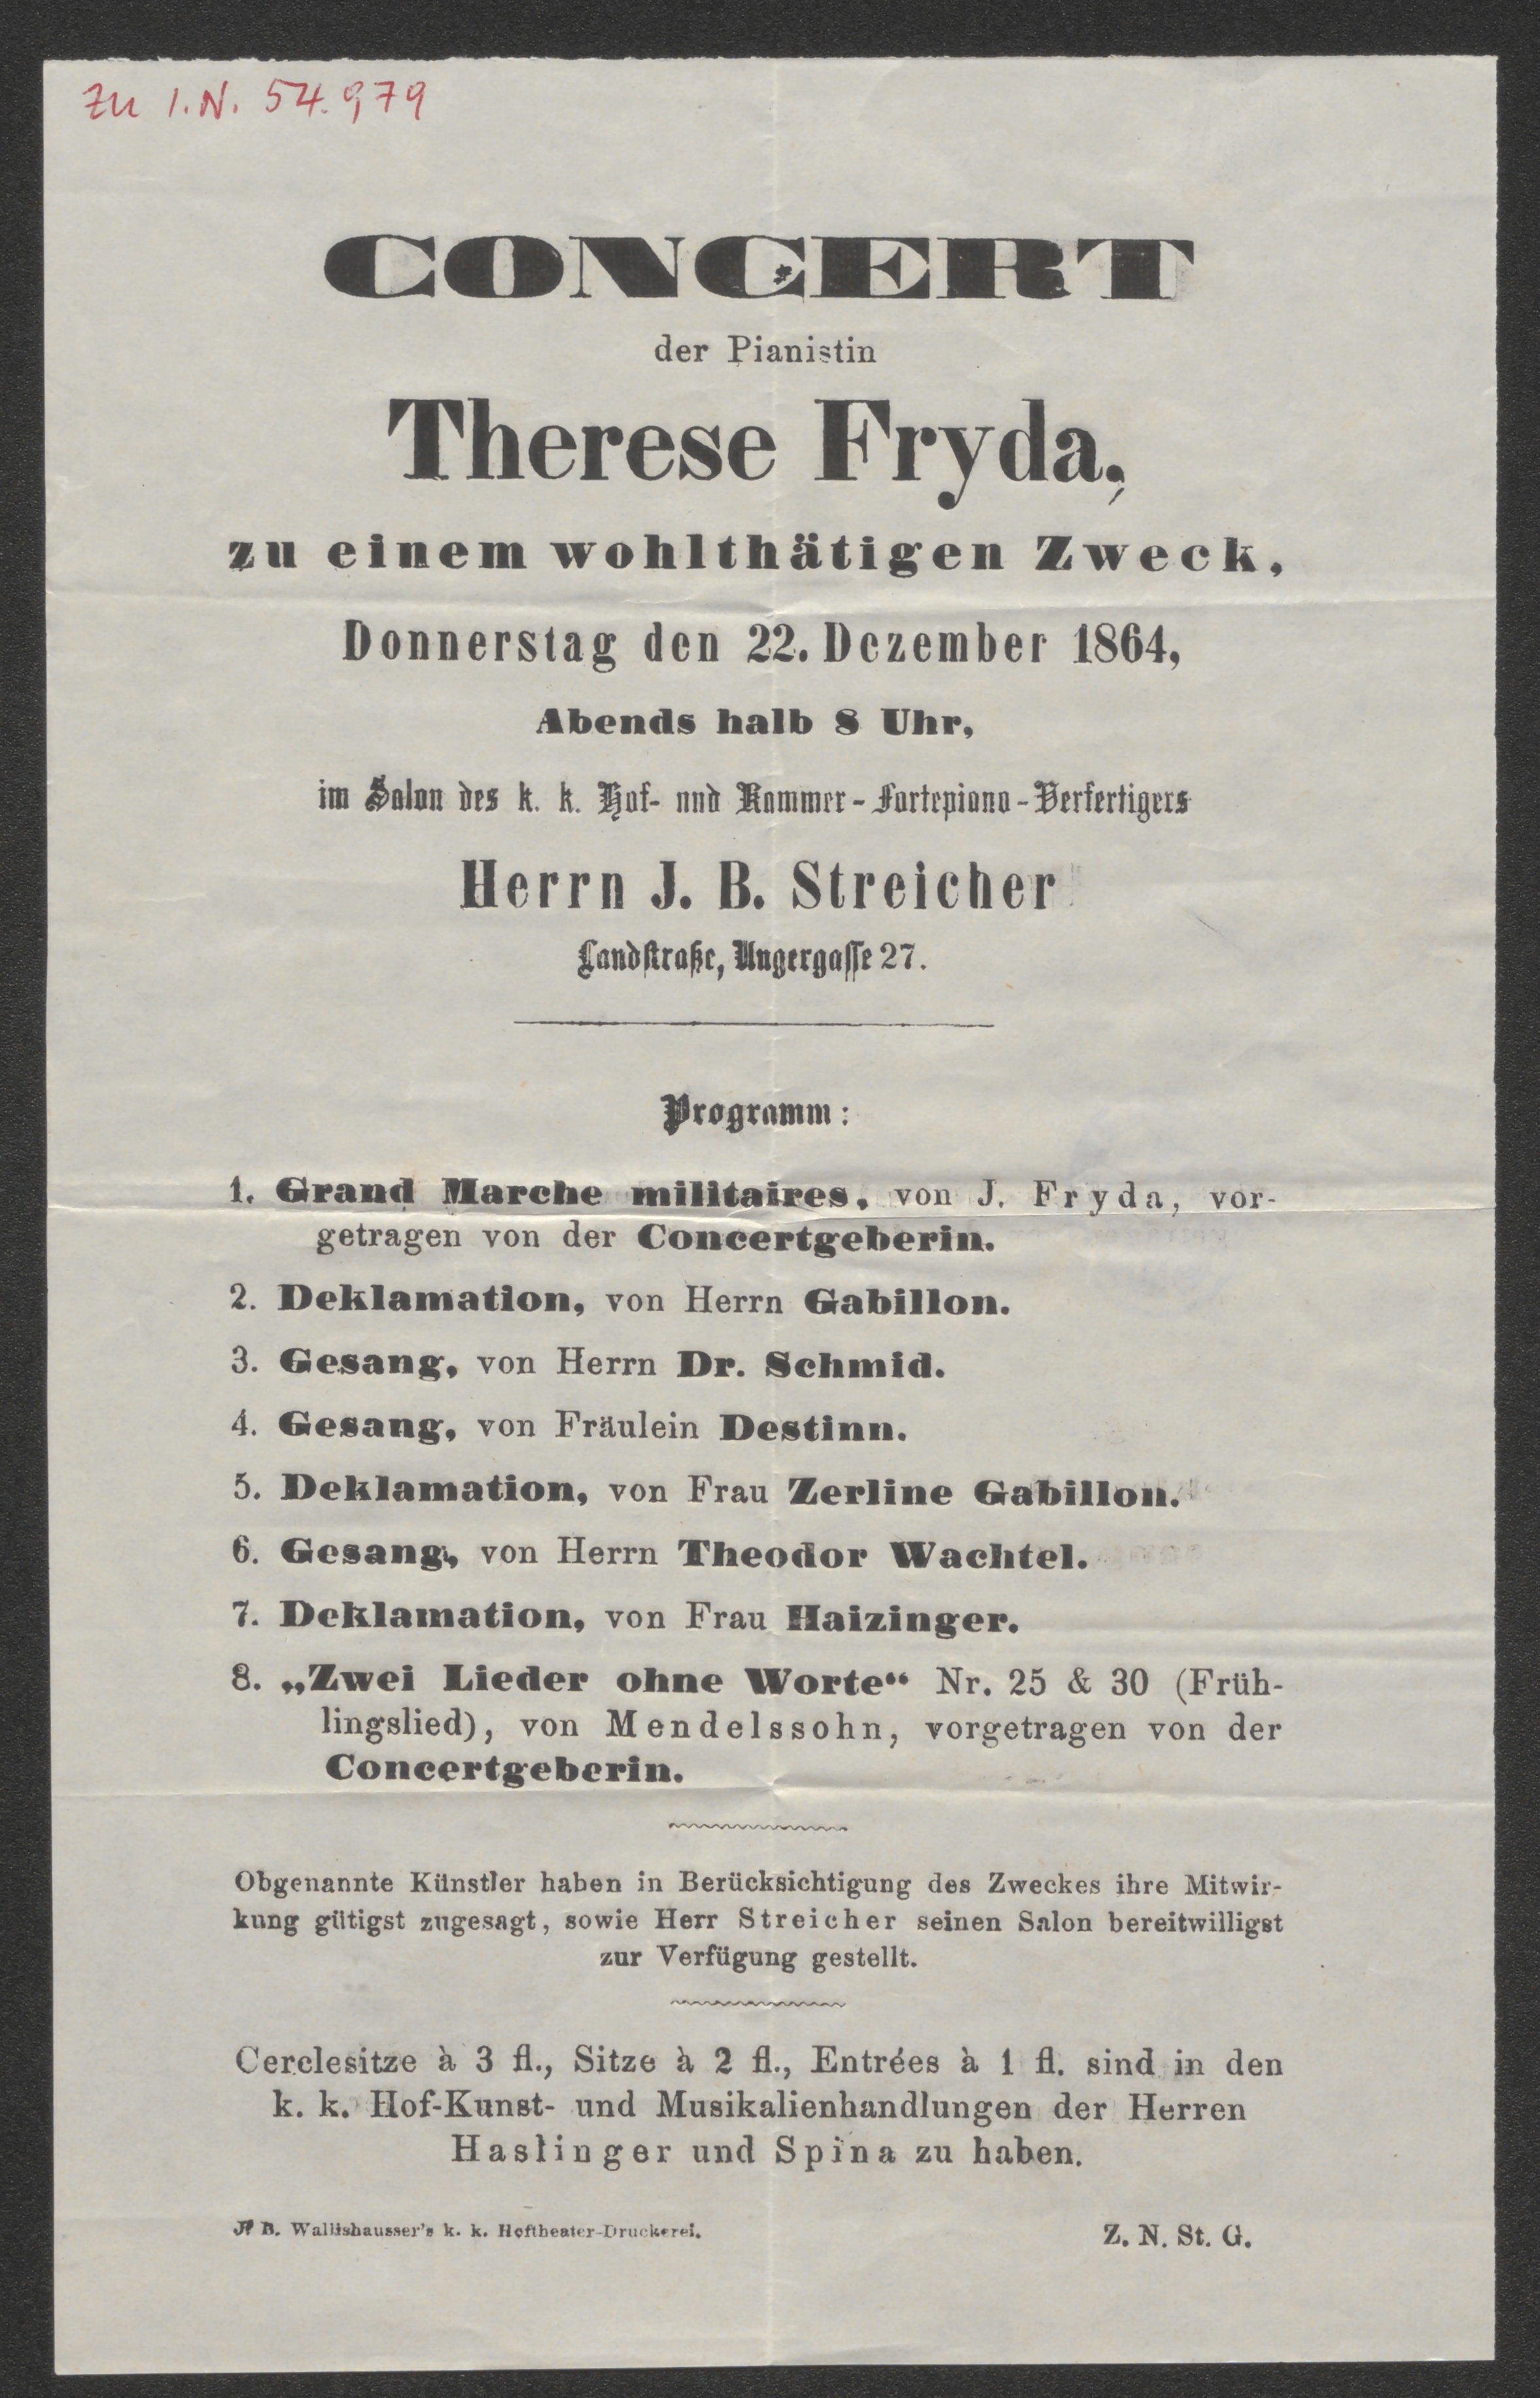 Zu I.N. 54.979
CONCERT
der Pianistin
Therese Fryda,
zu einem wohlthätigen Zweck,
Donnerstag den 22. Dezember 1864,
Abends halb 8 Uhr,
im Salon des k. k. Hof- und Kammer-Fortepiano-Verfertigers
Herrn J. B. Streicher
Landstraße, Ungergasse 27.
Programm:
1. Grand Marche militaires, von J. Fryda, vor-
getragen von der Concertgeberin.
2. Deklamation, von Herrn Gabillon.
3. Gesang, von Herrn Dr. Schmid.
4. Gesang, von Fräulein Destinn.
5. Deklamation, von Frau Zerline Gabillon.
6. Gesang, von Herrn Theodor Wachtel.
7. Deklamation, von Frau Haizinger.
8. „Zwei Lieder ohne Worte“ Nr. 25 & 30 (Früh-
lingslied), von Mendelssohn, vorgetragen von der
Concertgeberin.
Obgenannte Künstler haben in Berücksichtigung des Zweckes ihre Mitwir-
kung gütigst zugesagt, sowie Herr Streicher seinen Salon bereitwilligst
zur Verfügung gestellt.
Cerclesitze à 3 fl., Sitze à 2 fl., Entrées à 1 fl. sind in den
k. k. Hof-Kunst- und Musikalienhandlungen der Herren
Haslinger und Spina zu haben.
J. B. Wallishausser's k. k. Hoftheater-Druckerei.
Z. N. St. G.